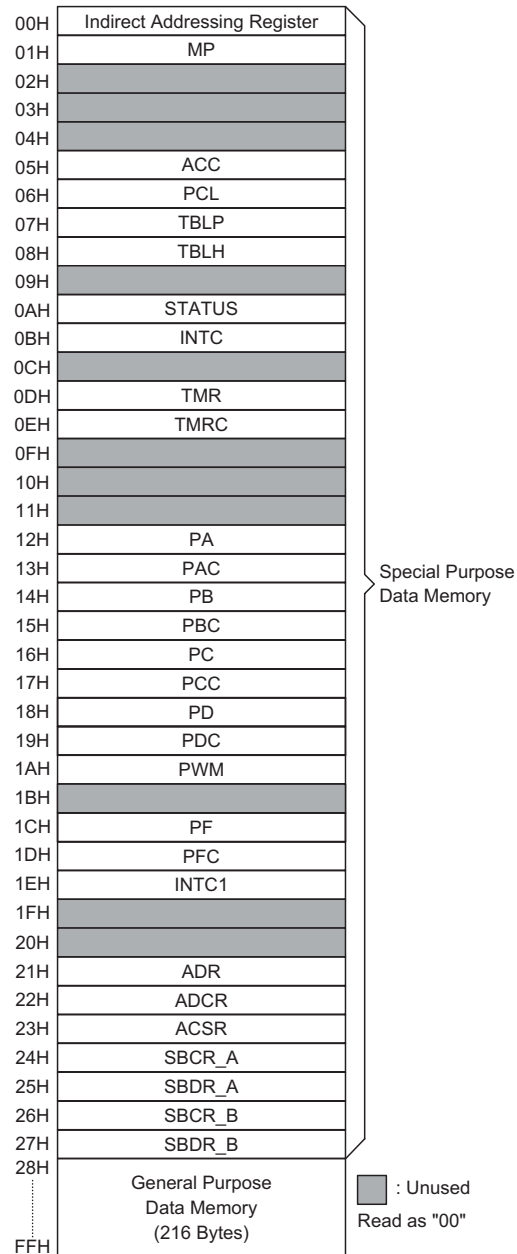 00H Indirect Addressing Register
01H MP
02H
03H
04H
05H ACC
06H PCL
07H TBLP
08H TBLH
09H
0AH STATUS
0BH INTC
0CH
0DH TMR
0EH TMRC
0FH
10H
11H
12H PA
13H PAC
14H PB
15H PBC
16H PC
17H PCC
18H PD
19H PDC
1AH PWM
1BH
1CH PF
1DH PFC
1EH INTC1
1FH
20H
21H ADR
22H ADCR
23H ACSR
24H SBCR_A
25H SBDR_A
26H SBCR_B
27H SBDR_B
28H
FFH
General Purpose
Data Memory
(216 Bytes)
Special Purpose
Data Memory
: Unused
Read as "00"